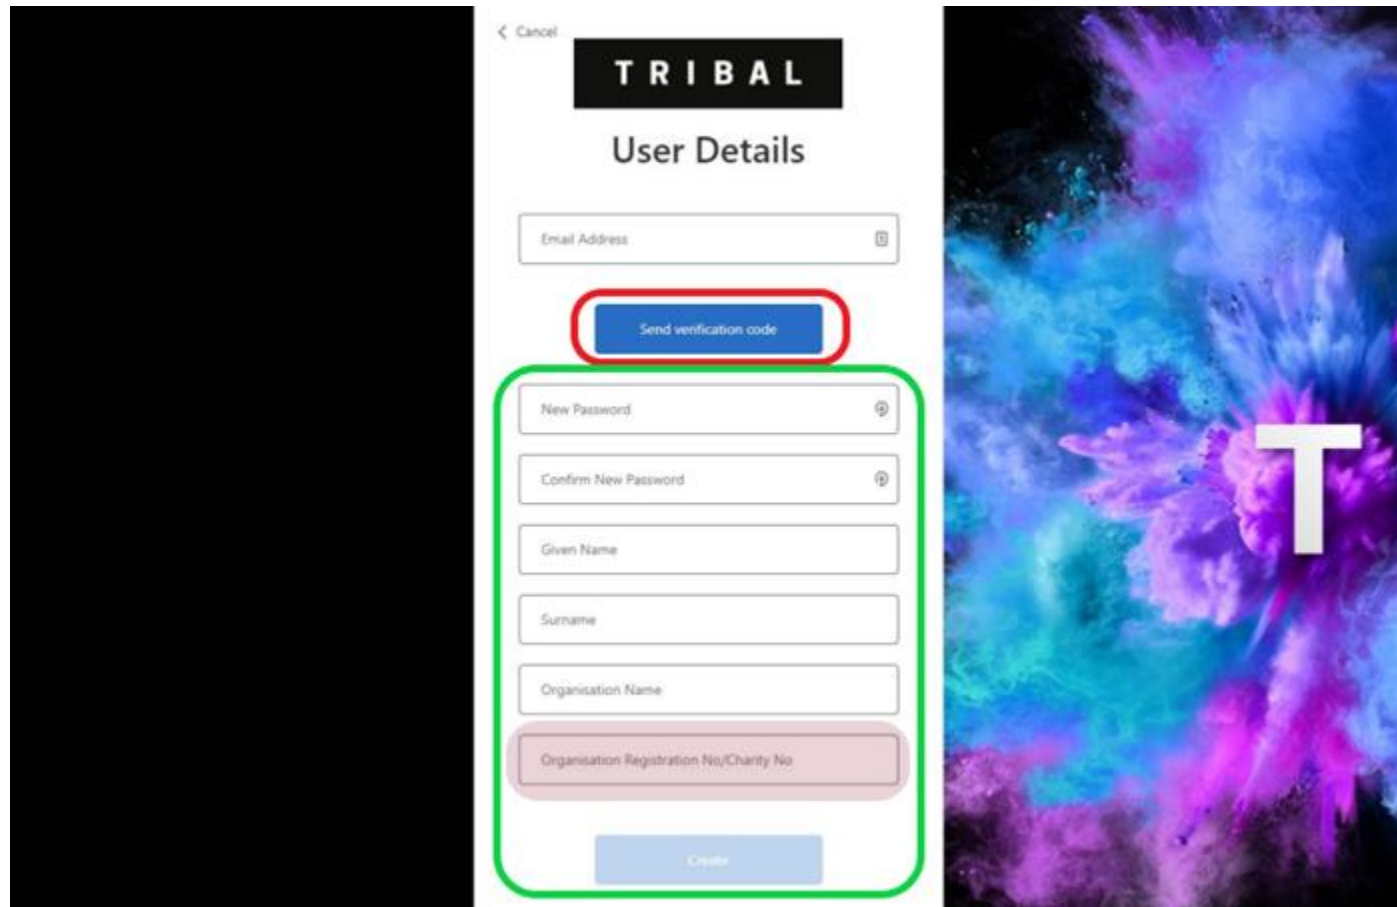 Cancel
TRIBAL
User Details
Email Address
Send verification code
New Password
Confirm New Password
Given Name
Surname
Organisation Name
Organisation Registration No/Charity No
Create
T